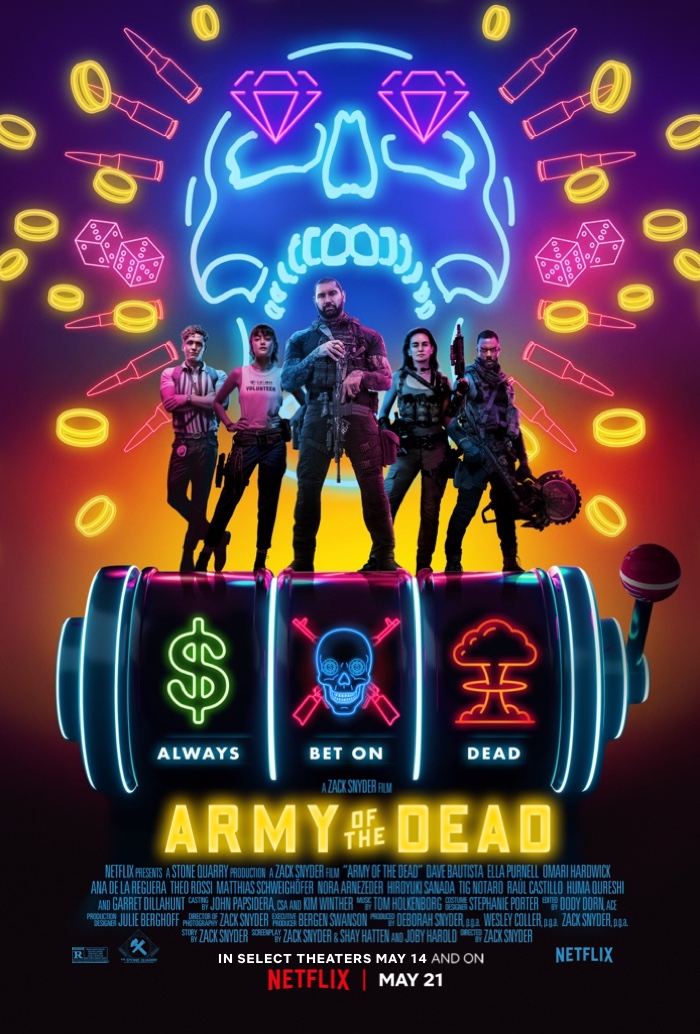 VOLUNTEER
ALWAYS BET ON DEAD
A ZACK SNYDER FILM
ARMY OF THE DEAD
NETFLIX PRESENTS A STONE QUARRY PRODUCTION A ZACK SNYDER FILM "ARMY OF THE DEAD" DAVE BAUTISTA ELLA PURNELL OMARI HARDWICK
ANA DE LA REGUERA THEO ROSSI MATTHIAS SCHWEIGHÖFER NORA ARNEZEDER HIROYUKI SANADA TIG NOTARO RAÚL CASTILLO HUMA QURESHI
AND GARRET DILLAHUNT CASTING BY JOHN PAPSIDERA, CSA AND KIM WINTHER MUSIC BY TOM HOLKENBORG COSTUME DESIGNER STEPHANIE PORTER EDITED BY DODY DORN, ACE
PRODUCTION DESIGNER JULIE BERGHOFF DIRECTOR OF PHOTOGRAPHY ZACK SNYDER EXECUTIVE PRODUCER BERGEN SWANSON PRODUCED BY DEBORAH SNYDER, p.g.a. WESLEY COLLER, p.g.a. ZACK SNYDER, p.g.a.
STORY BY ZACK SNYDER SCREENPLAY BY ZACK SNYDER & SHAY HATTEN AND JOBY HAROLD DIRECTED BY ZACK SNYDER
R
THE STONE QUARRY
IN SELECT THEATERS MAY 14 AND ON
NETFLIX
NETFLIX | MAY 21